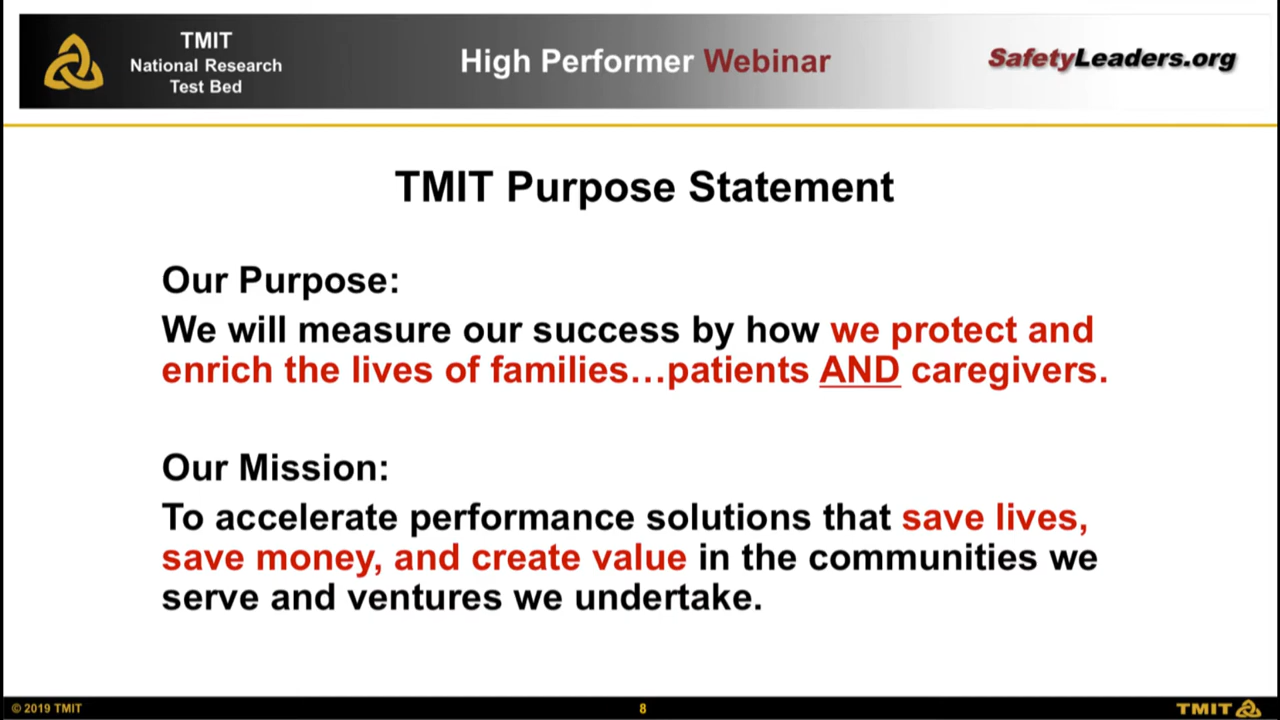 TMIT
National Research
Test Bed
High Performer Webinar
SafetyLeaders.org
TMIT Purpose Statement
Our Purpose:
We will measure our success by how we protect and
enrich the lives of families…patients AND caregivers.
Our Mission:
To accelerate performance solutions that save lives,
save money, and create value in the communities we
serve and ventures we undertake.
© 2019 TMIT
8
TMIT